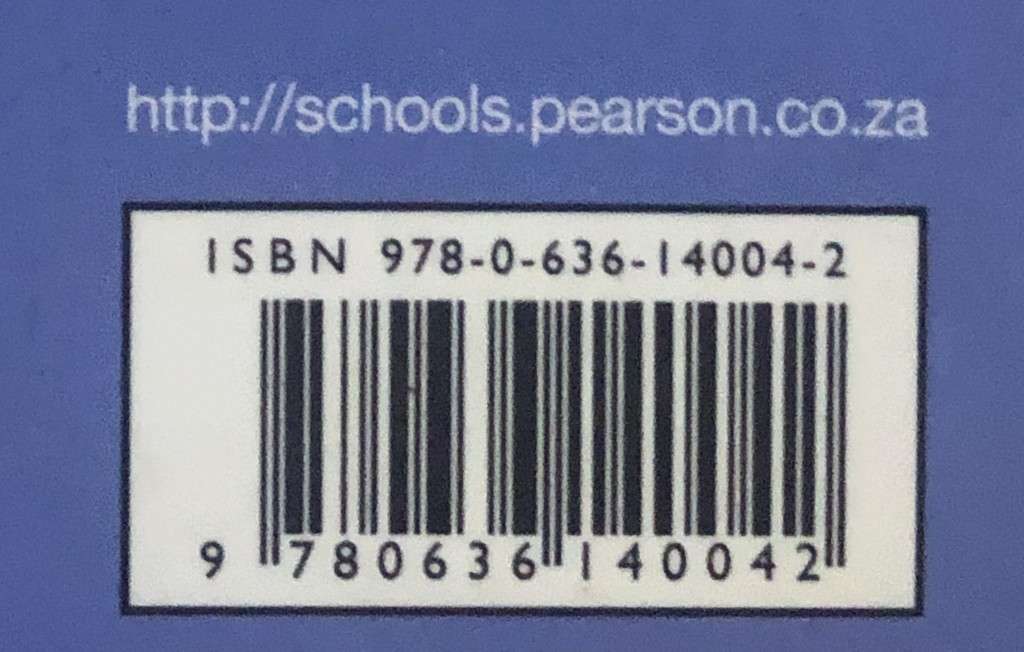 http://schools.pearson.co.za
ISBN 978-0-636-14004-2
9 780636 140042